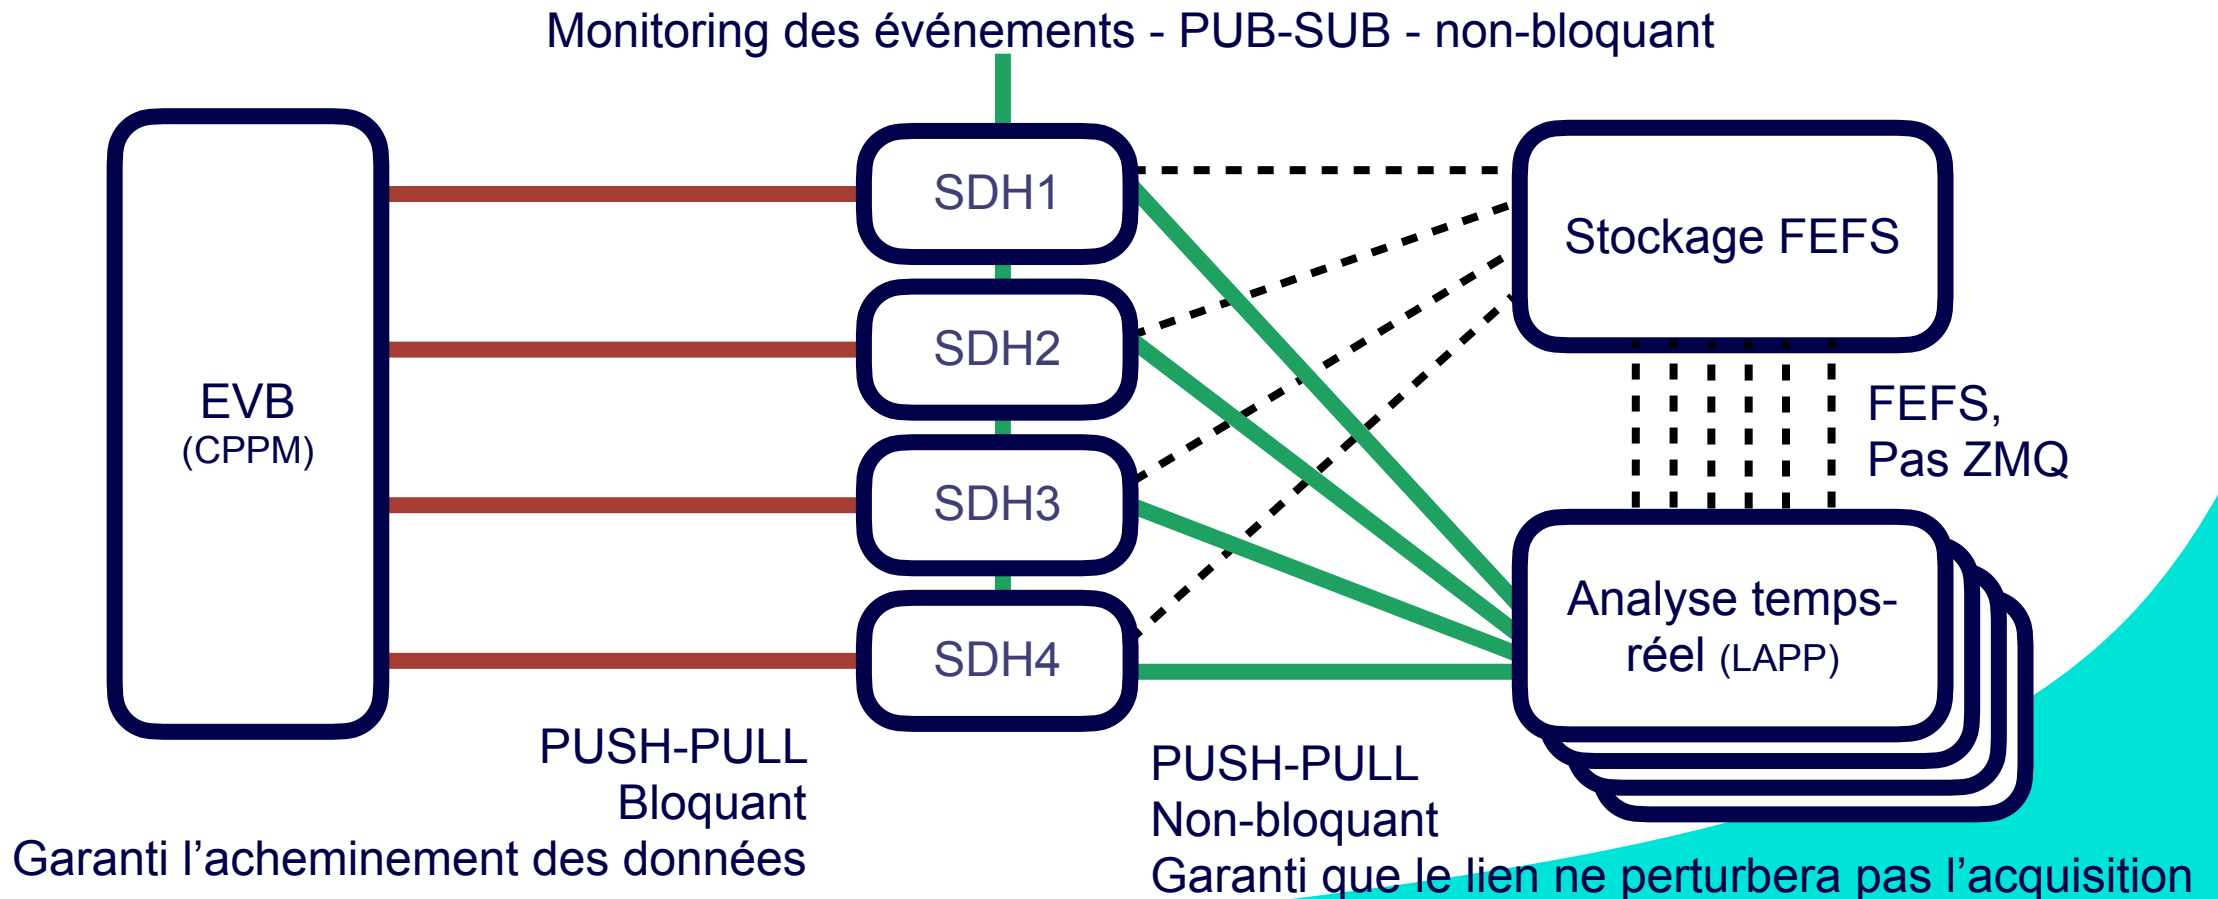 Monitoring des événements - PUB-SUB - non-bloquant
EVB
(CPPM)
SDH1
SDH2
SDH3
SDH4
Stockage FEFS
FEFS,
Pas ZMQ
Analyse temps-
réel (LAPP)
PUSH-PULL
Bloquant
Garanti l’acheminement des données
PUSH-PULL
Non-bloquant
Garanti que le lien ne perturbera pas l’acquisition